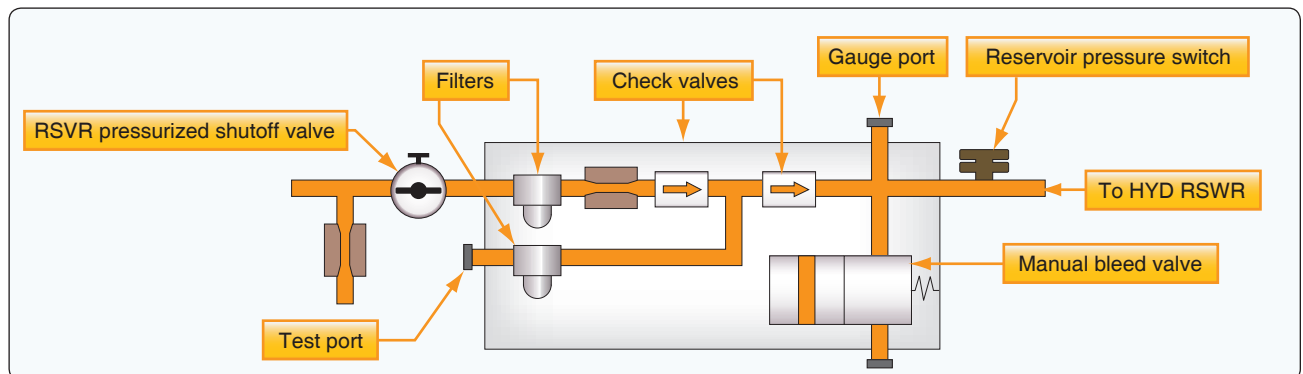 Gauge port
Reservoir pressure switch
Filters
Check valves
RSVR pressurized shutoff valve
To HYD RSWR
Manual bleed valve
Test port